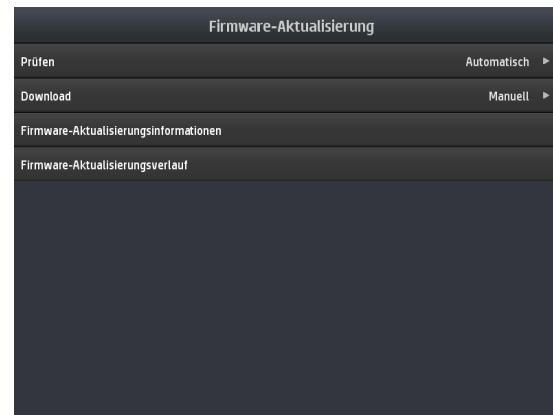 Firmware-Aktualisierung
Prüfen Automatisch
Download Manuell
Firmware-Aktualisierungsinformationen
Firmware-Aktualisierungsverlauf